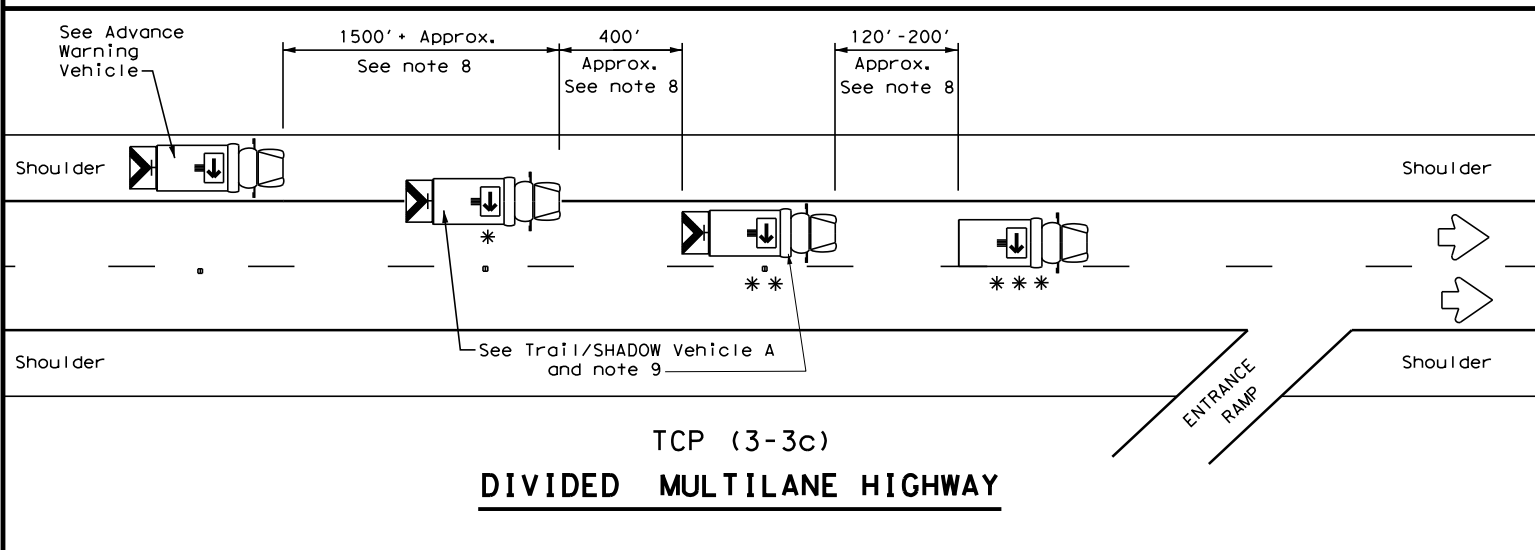 See Advance
Warning
Vehicle
1500'+ Approx.
See note 8
400'
Approx.
See note 8
120'-200'
Approx.
See note 8
Shoulder
Shoulder
*
* *
* * *
See Trail/SHADOW Vehicle A
and note 9
Shoulder
Shoulder
ENTRANCE
RAMP
TCP (3-3c)
DIVIDED MULTILANE HIGHWAY